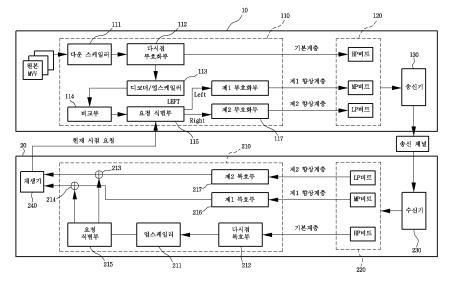 10
110
120
111
112
원본
MVV
다운 스케일러
다시점
부호화부
기본계층
HP비트
130
113
디코더/업스케일러
LEFT
Left
제1 부호화부
제1 향상계층
MP비트
송신기
114
비교부
요청 식별부
Right
제2 부호화부
제2 향상계층
LP비트
115
117
현재 시점 요청
송신 채널
20
210
213
재생기
제2 복호부
제2 향상계층
LP비트
217
214
240
제1 복호부
제1 향상계층
MP비트
수신기
216
요청
식별부
업스케일러
다시점
복호부
기본계층
HP비트
230
215
211
212
220